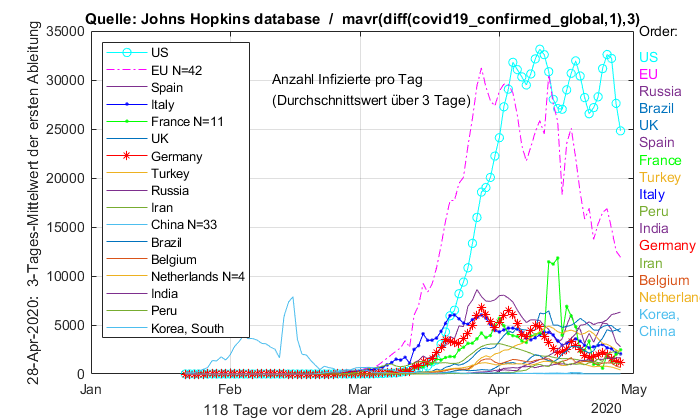 Quelle: Johns Hopkins database / mavr(diff(covid19_confirmed_global,1),3)
28-Apr-2020: 3-Tages-Mittelwert der ersten Ableitung
35000
30000
25000
20000
15000
10000
5000
0
US
EU N=42
Spain
Italy
France N=11
UK
Germany
Turkey
Russia
Iran
China N=33
Brazil
Belgium
Netherlands N=4
India
Peru
Korea, South
Anzahl Infizierte pro Tag
(Durchschnittswert über 3 Tage)
Order:
US
EU
Russia
Brazil
UK
Spain
France
Turkey
Italy
Peru
India
Germany
Iran
Belgium
Netherlan
Korea,
China
Jan
Feb
Mar
Apr
May
118 Tage vor dem 28. April und 3 Tage danach
2020